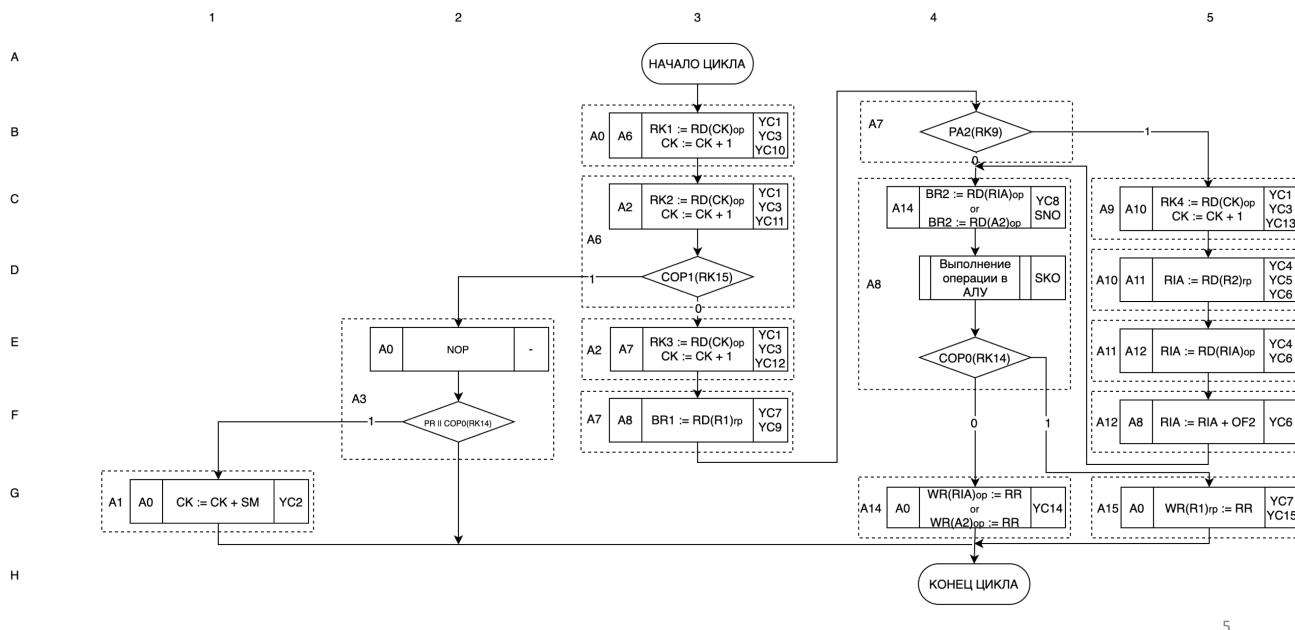 1 2 3 4 5
A
НАЧАЛО ЦИКЛА
B
A0 A6
RK1 := RD(CK)op
CK := CK + 1
YC1
YC3
YC10
A7
PA2(RK9)
1
0
C
A2
RK2 := RD(CK)op
CK := CK + 1
YC1
YC3
YC11
A6
A14
BR2 := RD(RIA)op
or
BR2 := RD(A2)op
YC8
SNO
A9 A10
RK4 := RD(CK)op
CK := CK + 1
YC1
YC3
YC13
D
1
COP1(RK15)
0
A8
Выполнение
операции в
АЛУ
SKO
A10 A11
RIA := RD(R2)rp
YC4
YC5
YC6
E
A0
NOP
-
A2 A7
RK3 := RD(CK)op
CK := CK + 1
YC1
YC3
YC12
COP0(RK14)
A11 A12
RIA := RD(RIA)op
YC4
YC6
F
A3
1
PR II COP0(RK14)
A7 A8
BR1 := RD(R1)rp
YC7
YC9
0
1
A12 A8
RIA := RIA + OF2
YC6
G
A1 A0
CK := CK + SM
YC2
A14 A0
WR(RIA)op := RR
or
WR(A2)op := RR
YC14
A15 A0
WR(R1)rp := RR
YC7
YC15
H
КОНЕЦ ЦИКЛА
5